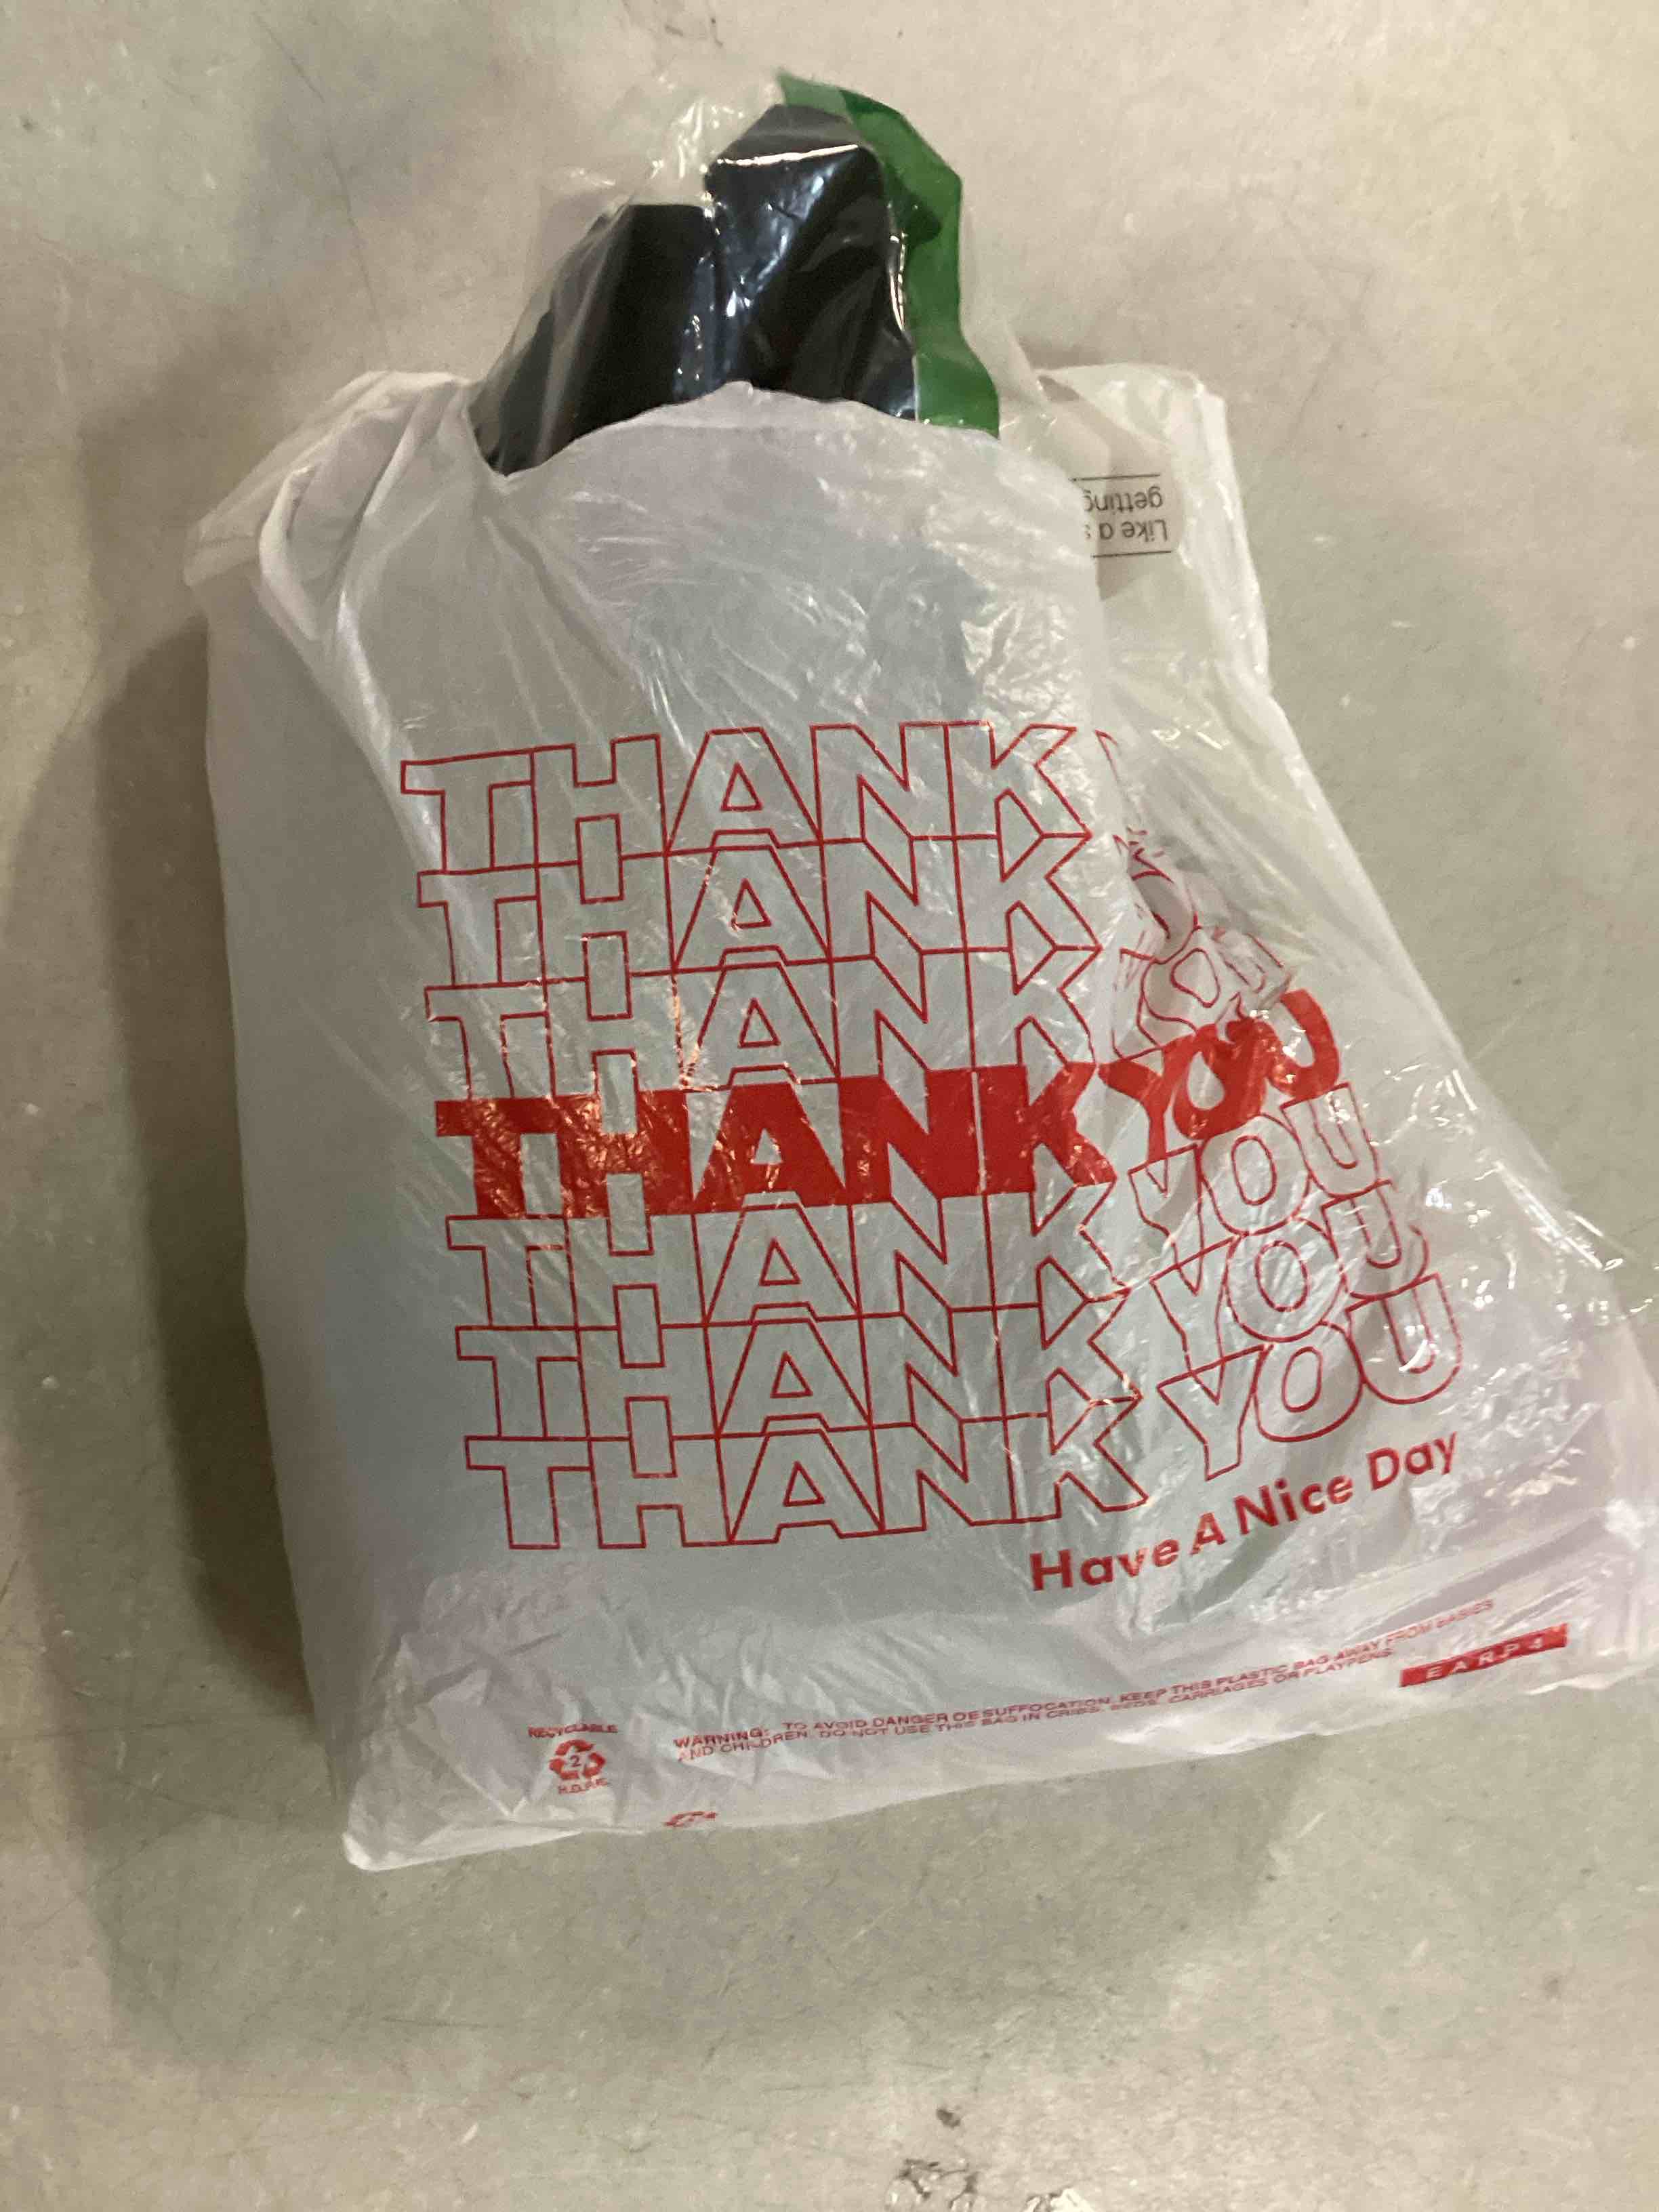 Like a
getting
THANK
THANK
THANK YOU
THANK YOU
THANK YOU
THANK YOU
THANK YOU
Have A Nice Day
RECYCLABLE
2
H.D.P.E.
WARNING: TO AVOID DANGER OF SUFFOCATION, KEEP THIS PLASTIC BAG AWAY FROM BABIES
AND CHILDREN. DO NOT USE THIS BAG IN CRIBS, BEDS, CARRIAGES OR PLAYPENS.
EARP4